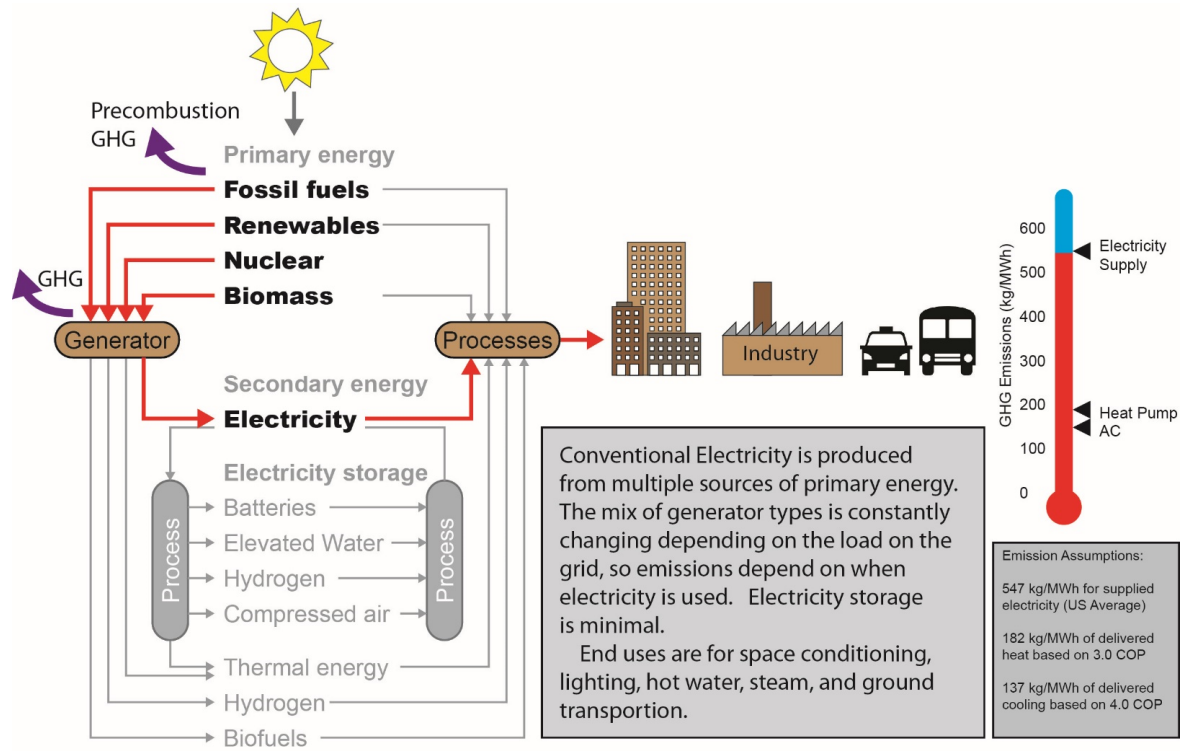 Precombustion
GHG
Primary energy
Fossil fuels
Renewables
Nuclear
Biomass
GHG
Generator
Processes
Industry
Secondary energy
Electricity
Electricity storage
Process
Batteries
Elevated Water
Hydrogen
Compressed air
Process
Thermal energy
Hydrogen
Biofuels
Conventional Electricity is produced
from multiple sources of primary energy.
The mix of generator types is constantly
changing depending on the load on the
grid, so emissions depend on when
electricity is used. Electricity storage
is minimal.
End uses are for space conditioning,
lighting, hot water, steam, and ground
transportion.
GHG Emissions (kg/MWh)
600
500
400
300
200
100
0
Electricity
Supply
Heat Pump
AC
Emission Assumptions:
547 kg/MWh for supplied
electricity (US Average)
182 kg/MWh of delivered
heat based on 3.0 COP
137 kg/MWh of delivered
cooling based on 4.0 COP